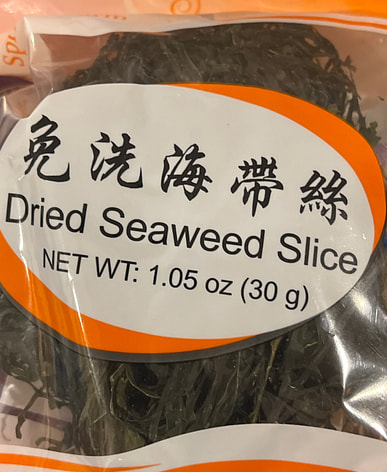 免洗海帶絲
Dried Seaweed Slice
NET WT: 1.05 oz (30 g)